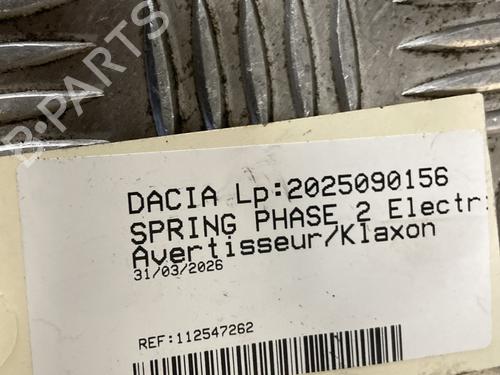 B-PARTS
DACIA Lp:2025090156
SPRING PHASE 2 Electr
Avertisseur/Klaxon
31/03/2026
REF:112547262